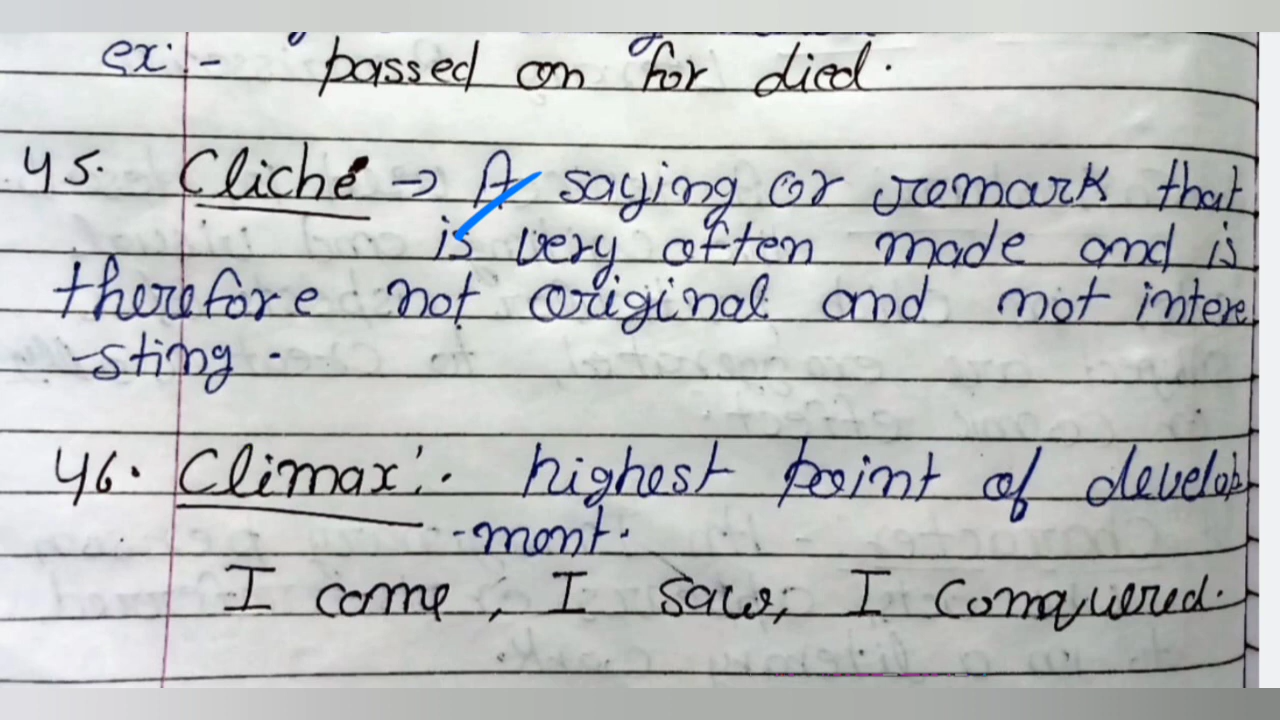 ex:- passed on for died.
45. Cliché → A saying or remark that
is very often made and is
therefore not original and not intere
-sting.
46. Climax:- highest point of develop
-ment.
I come, I saw, I Conquered.